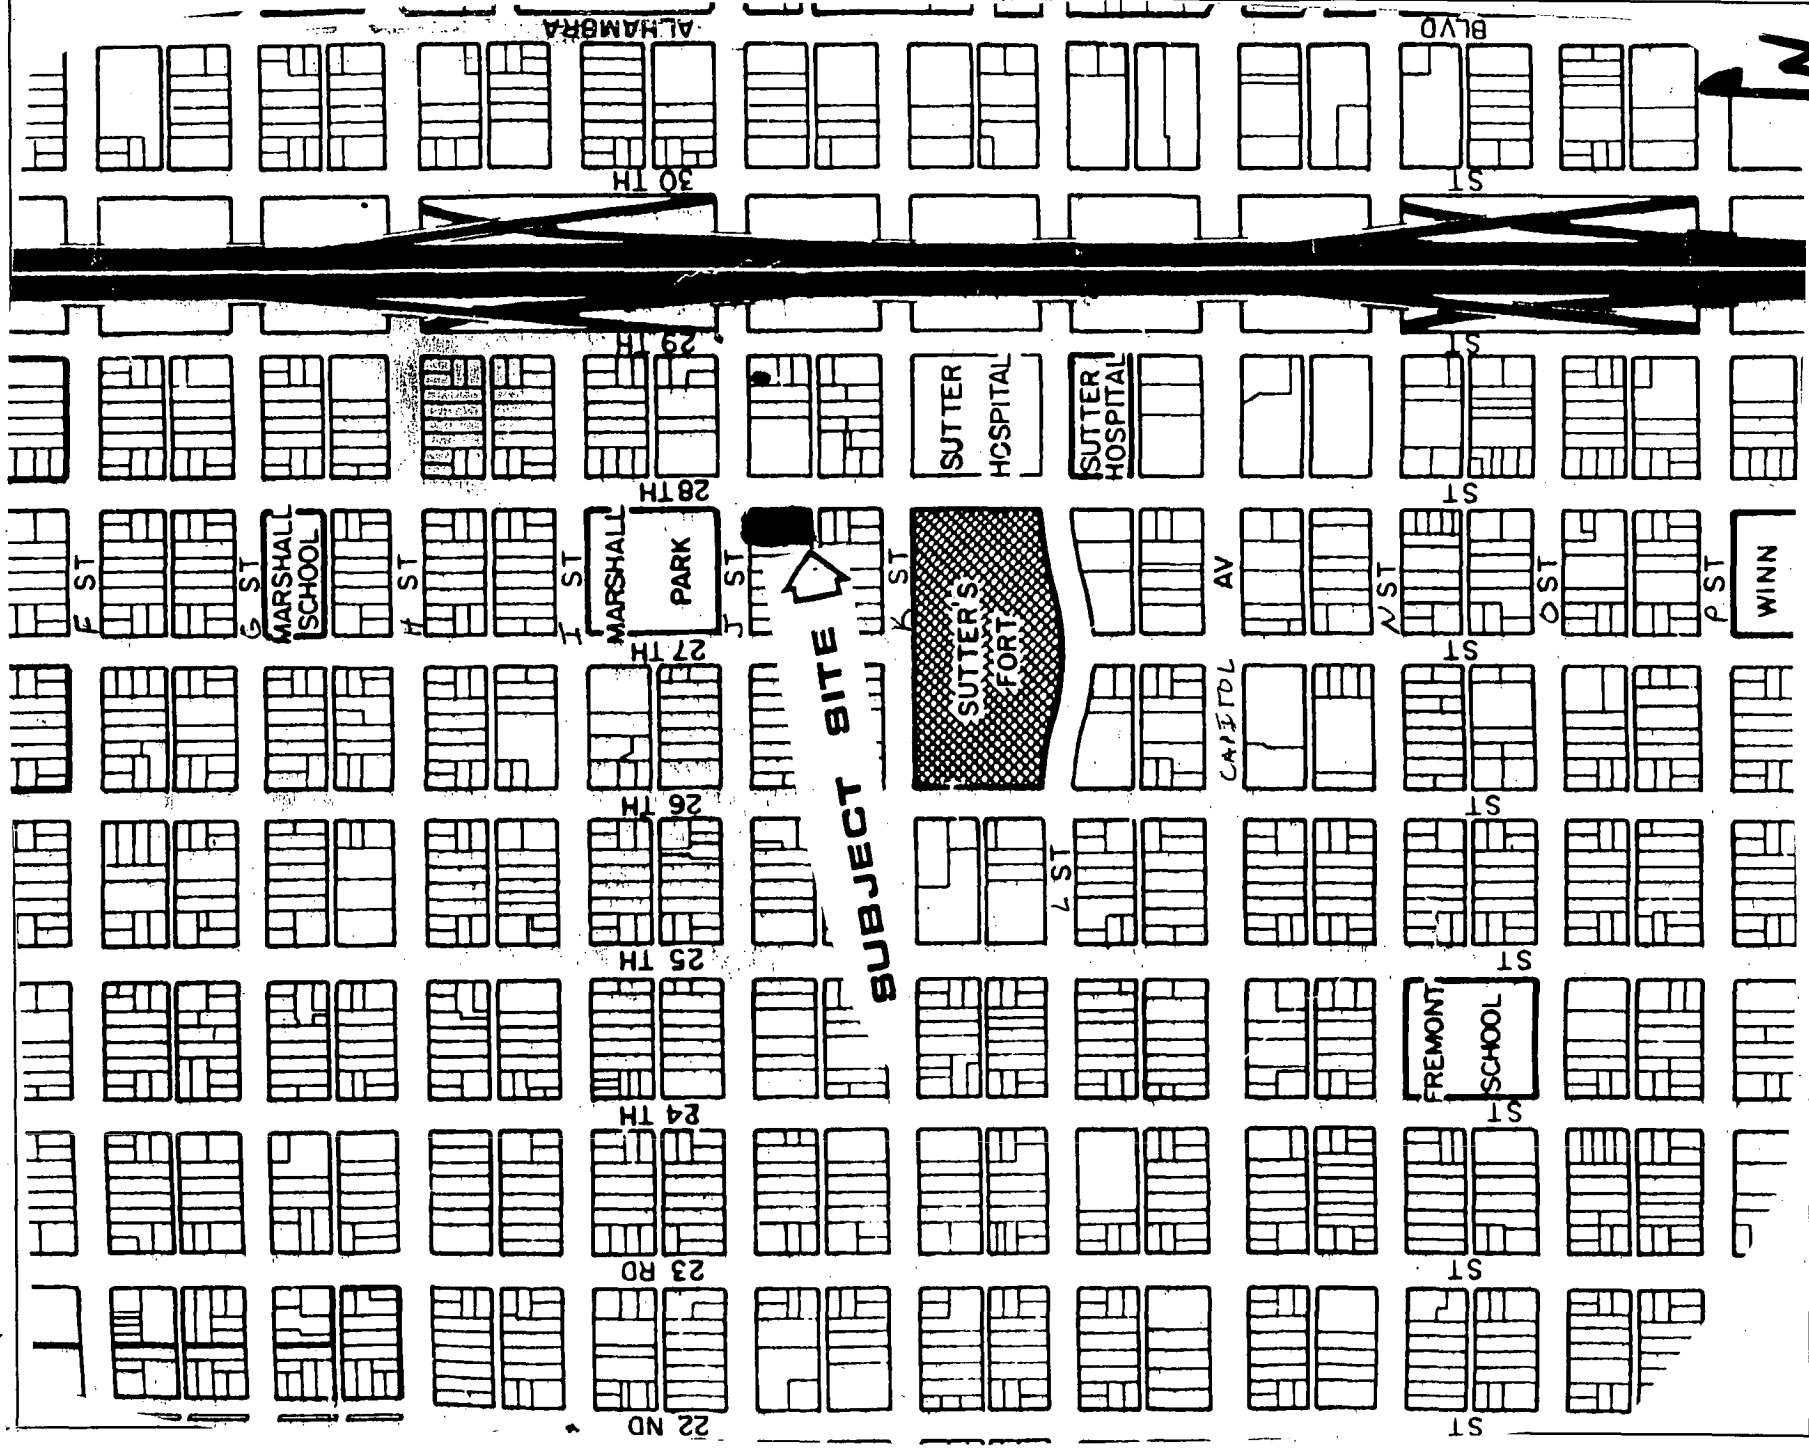 ALHAMBRA BLVD
N
30 TH ST
29 TH ST
SUTTER
HOSPITAL
SUTTER
HOSPITAL
28TH ST
F ST
G ST
MARSHALL
SCHOOL
H ST
I ST
MARSHALL
PARK
J ST
K ST
SUTTER'S
FORT
L ST
CAPITOL AV
N ST
O ST
P ST
WINN
27 TH ST
SUBJECT SITE
26 TH ST
25 TH ST
FREMONT
SCHOOL
24 TH ST
23 RD ST
22 ND ST